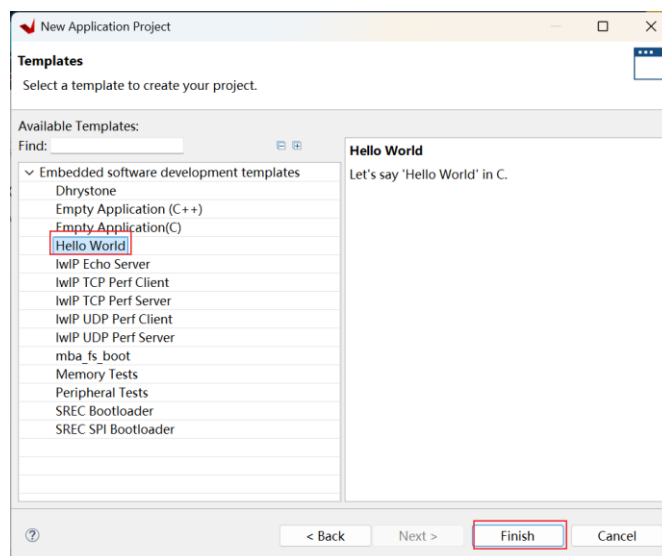 New Application Project
Templates
Select a template to create your project.
Available Templates:
Find:
Embedded software development templates
Dhrystone
Empty Application (C++)
Empty Application(C)
Hello World
lwIP Echo Server
lwIP TCP Perf Client
lwIP TCP Perf Server
lwIP UDP Perf Client
lwIP UDP Perf Server
mba_fs_boot
Memory Tests
Peripheral Tests
SREC Bootloader
SREC SPI Bootloader
Hello World
Let's say 'Hello World' in C.
? < Back Next > Finish Cancel